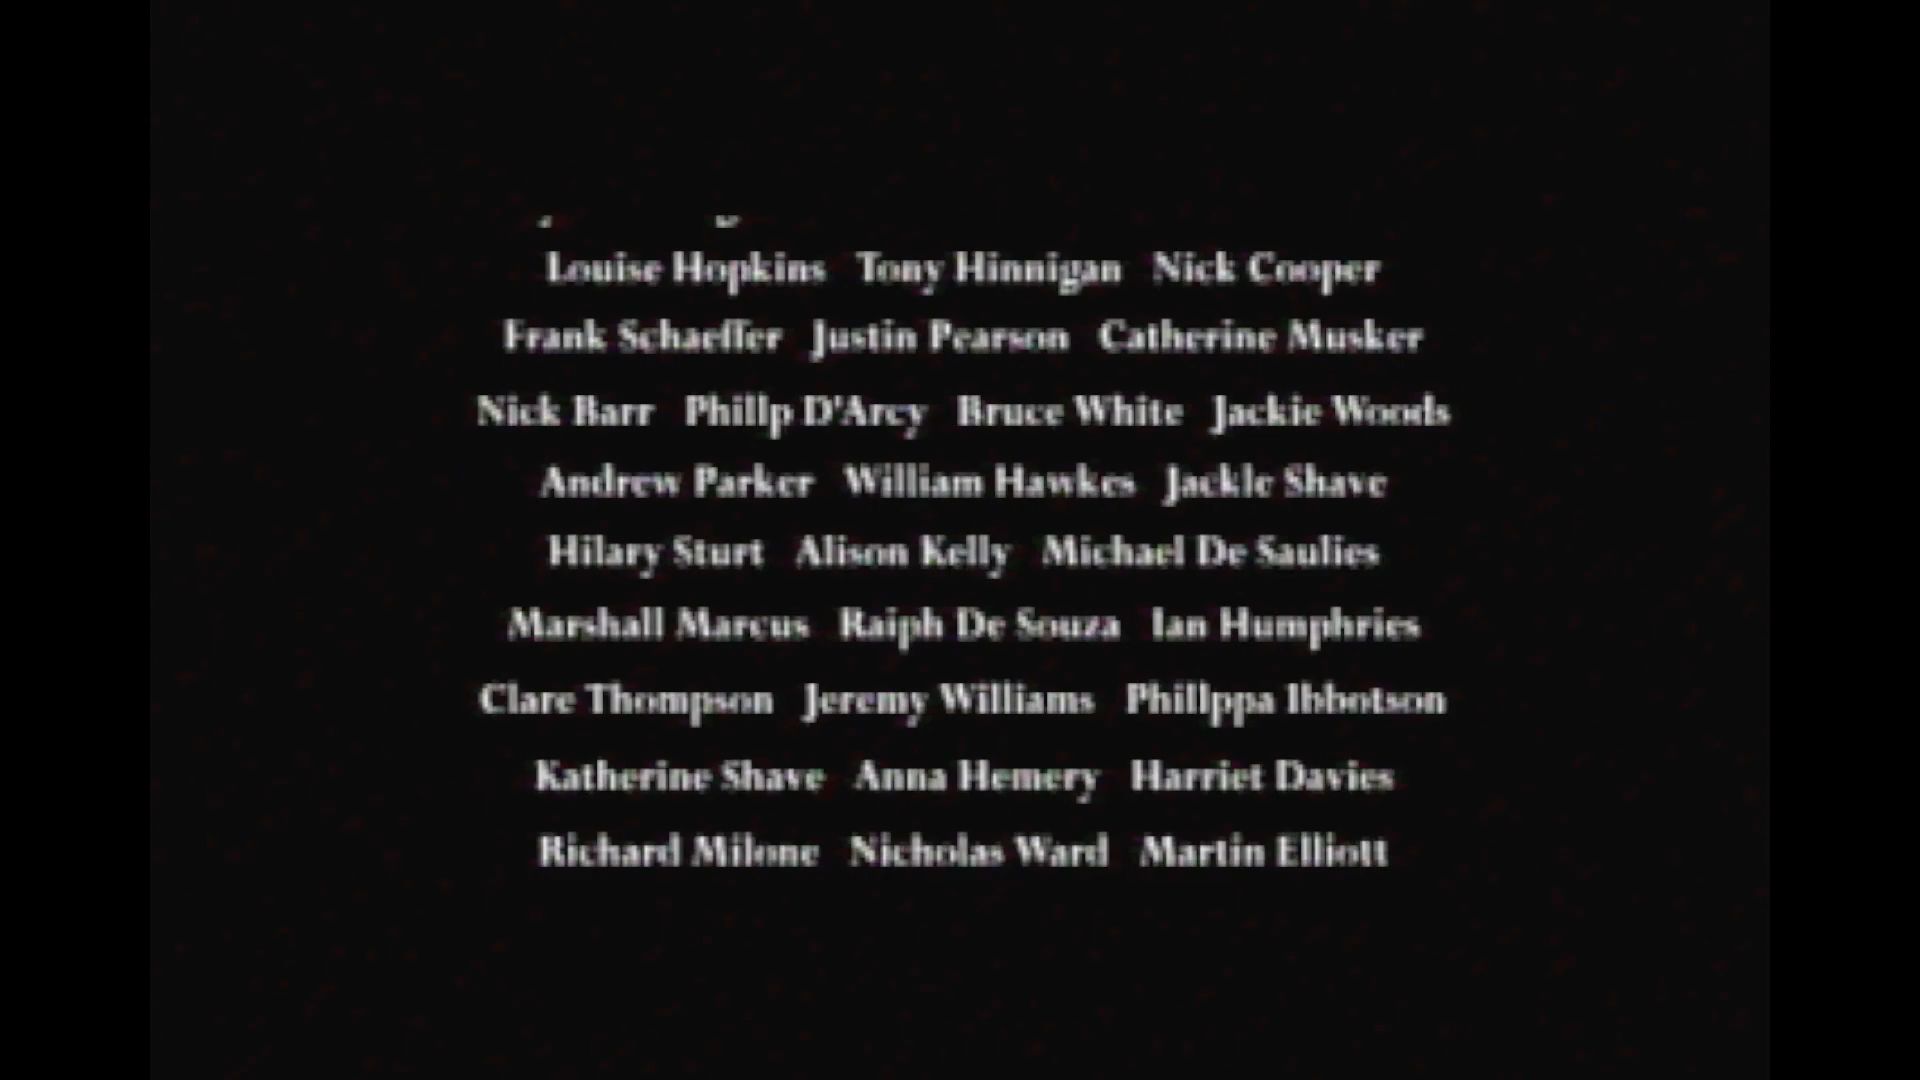 Louise Hopkins Tony Hinnigan Nick Cooper
Frank Schaeffer Justin Pearson Catherine Musker
Nick Barr Phillp D'Arcy Bruce White Jackie Woods
Andrew Parker William Hawkes Jackle Shave
Hilary Sturt Alison Kelly Michael De Saulies
Marshall Marcus Raiph De Souza Ian Humphries
Clare Thompson Jeremy Williams Phillppa Ibbotson
Katherine Shave Anna Hemery Harriet Davies
Richard Milone Nicholas Ward Martin Elliott